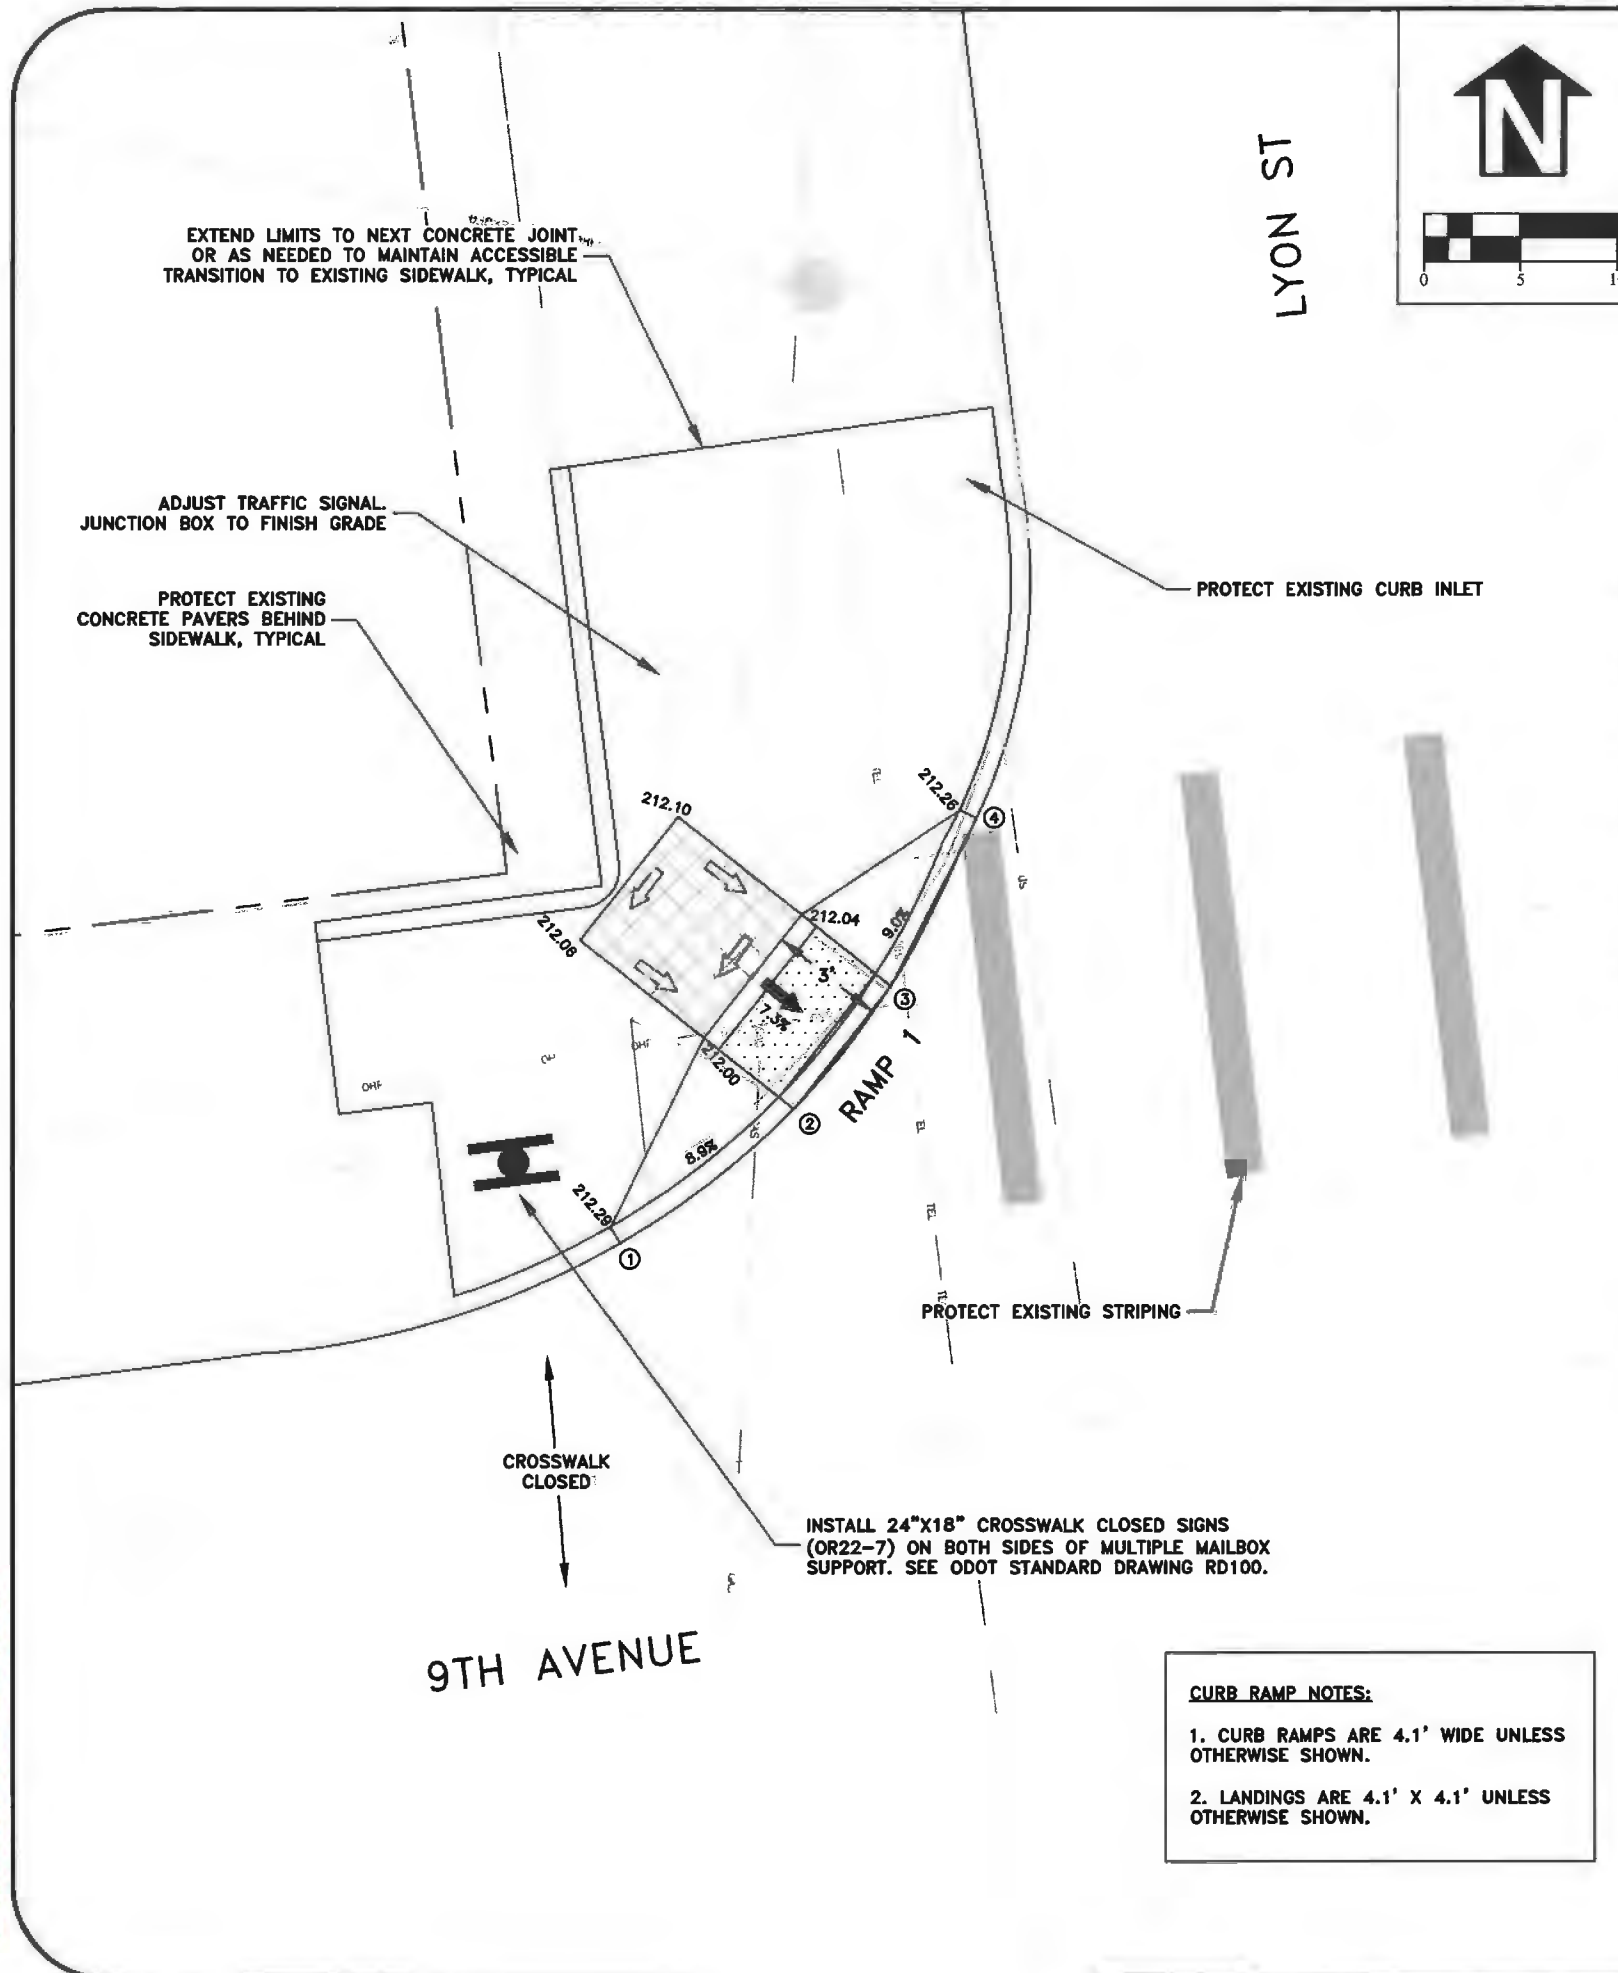 N
LYON ST
0 5
EXTEND LIMITS TO NEXT CONCRETE JOINT
OR AS NEEDED TO MAINTAIN ACCESSIBLE
TRANSITION TO EXISTING SIDEWALK, TYPICAL
ADJUST TRAFFIC SIGNAL.
JUNCTION BOX TO FINISH GRADE
PROTECT EXISTING CURB INLET
PROTECT EXISTING
CONCRETE PAVERS BEHIND
SIDEWALK, TYPICAL
212.10
212.26
④
212.04
212.08
9.0%
3'
③
7.3%
RAMP 1
212.00
②
OHF
OHF
8.9%
212.29
①
EL
TEL
PROTECT EXISTING STRIPING
CROSSWALK
CLOSED
INSTALL 24"X18" CROSSWALK CLOSED SIGNS
(OR22-7) ON BOTH SIDES OF MULTIPLE MAILBOX
SUPPORT. SEE ODOT STANDARD DRAWING RD100.
9TH AVENUE
CURB RAMP NOTES:
1. CURB RAMPS ARE 4.1' WIDE UNLESS
OTHERWISE SHOWN.
2. LANDINGS ARE 4.1' X 4.1' UNLESS
OTHERWISE SHOWN.